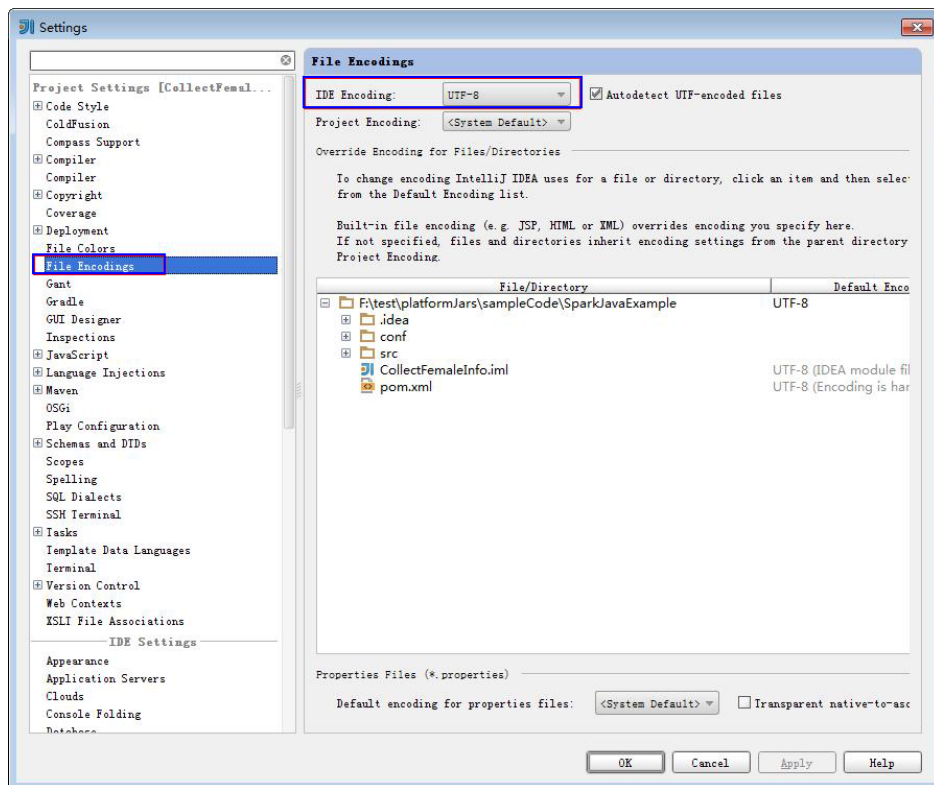 Settings
File Encodings
Project Settings [CollectFemul...
Code Style
ColdFusion
Compass Support
Compiler
Compiler
Copyright
Coverage
Deployment
File Colors
File Encodings
Gant
Gradle
GUI Designer
Inspections
JavaScript
Language Injections
Maven
OSGi
Play Configuration
Schemas and DTDs
Scopes
Spelling
SQL Dialects
SSH Terminal
Tasks
Template Data Languages
Terminal
Version Control
Web Contexts
XSLT File Associations
IDE Settings
Appearance
Application Servers
Clouds
Console Folding
Database
IDE Encoding: UTF-8 Autodetect UTF-encoded files
Project Encoding: <System Default>
Override Encoding for Files/Directories
To change encoding IntelliJ IDEA uses for a file or directory, click an item and then selec
from the Default Encoding list.
Built-in file encoding (e.g. JSP, HTML or XML) overrides encoding you specify here.
If not specified, files and directories inherit encoding settings from the parent directory
Project Encoding.
File/Directory Default Enco
F:\test\platformJars\sampleCode\SparkJavaExample UTF-8
.idea
conf
src
CollectFemaleInfo.iml UTF-8 (IDEA module fil
pom.xml UTF-8 (Encoding is har
Properties Files (*.properties)
Default encoding for properties files: <System Default> Transparent native-to-asc
OK Cancel Apply Help